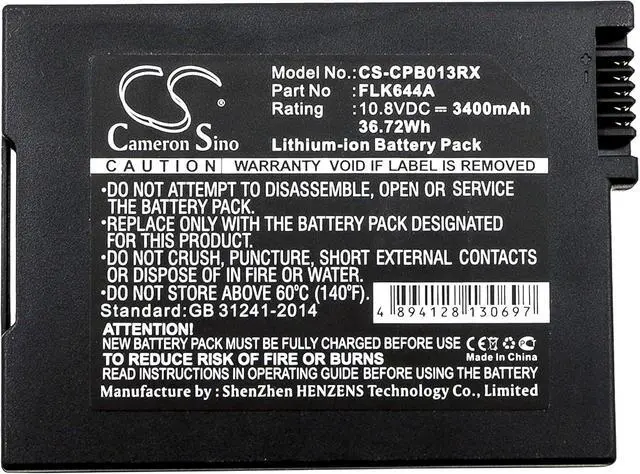 CS
Cameron Sino
Model No.:CS-CPB013RX
Part No :FLK644A
Rating :10.8VDC 3400mAh
36.72Wh
Lithium-ion Battery Pack
CAUTION WARRANTY VOID IF LABEL IS REMOVED
•DO NOT ATTEMPT TO DISASSEMBLE, OPEN OR SERVICE
THE BATTERY PACK.
•REPLACE ONLY WITH THE BATTERY PACK DESIGNATED
FOR THIS PRODUCT.
•DO NOT CRUSH, PUNCTURE, SHORT EXTERNAL CONTACTS
OR DISPOSE OF IN FIRE OR WATER.
•DO NOT STORE ABOVE 60°C (140°F).
Standard:GB 31241-2014
4 894128 130697
ATTENTION!
NEW BATTERY PACK MUST BE FULLY CHARGED BEFORE USE
TO REDUCE RISK OF FIRE OR BURNS
READ INSTRUCTIONS IN OPERATING GUIDE BEFORE CHARGING BATTERY
CE
Made In China
Manufacture by : ShenZhen HENZENS Technology Co., Limited